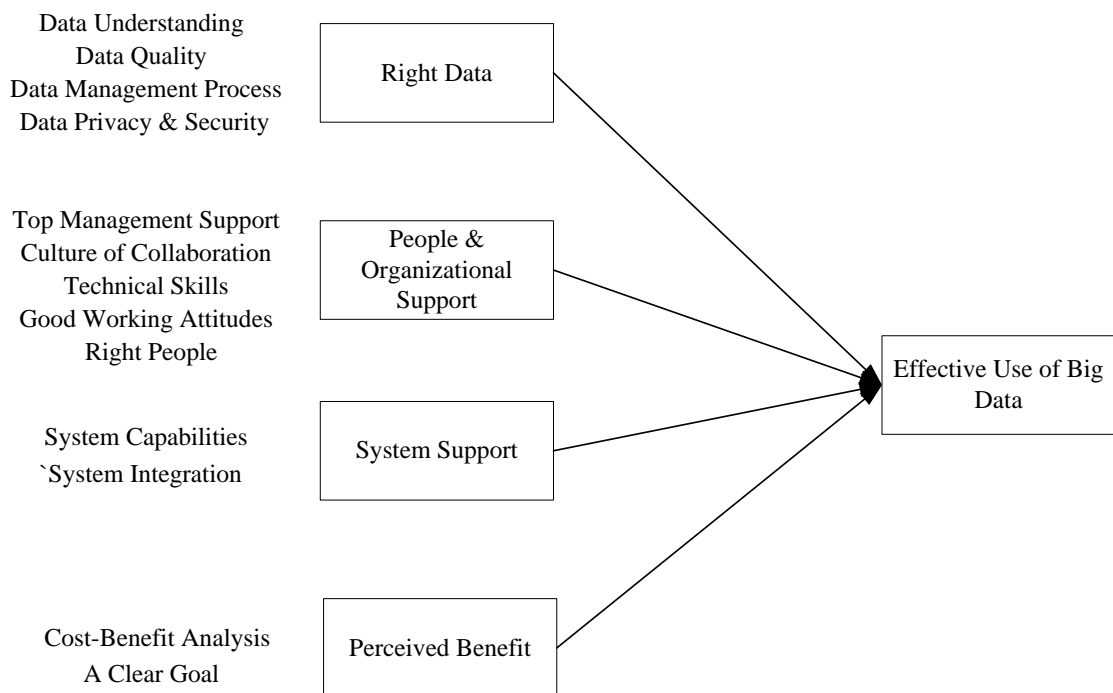 Data Understanding
Data Quality
Data Management Process
Data Privacy & Security
Right Data
Top Management Support
Culture of Collaboration
Technical Skills
Good Working Attitudes
Right People
People &
Organizational
Support
Effective Use of Big
Data
System Capabilities
`System Integration
System Support
Cost-Benefit Analysis
A Clear Goal
Perceived Benefit